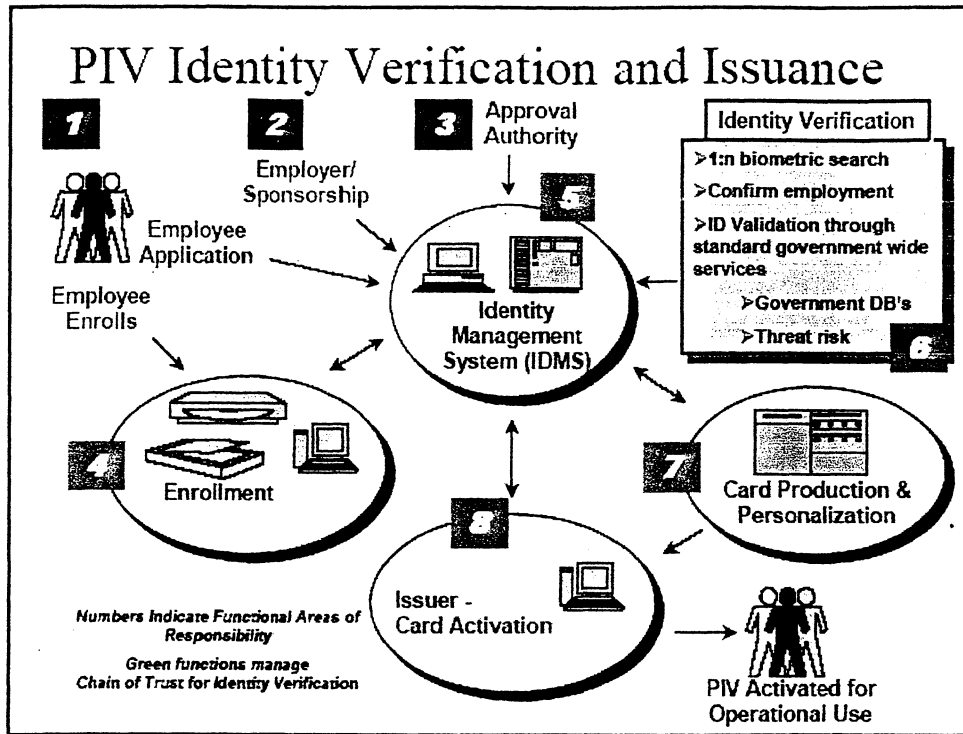 PIV Identity Verification and Issuance
1
2
3
Approval
Authority
Employer/
Sponsorship
Employee
Application
Employee
Enrolls
Identity Verification
➢1:n biometric search
➢Confirm employment
➢ID Validation through
standard government wide
services
➢Government DB's
➢Threat risk
6
5
Identity
Management
System (IDMS)
4
Enrollment
7
Card Production &
Personalization
8
Issuer -
Card Activation
Numbers Indicate Functional Areas of
Responsibility
Green functions manage
Chain of Trust for Identity Verification
PIV Activated for
Operational Use